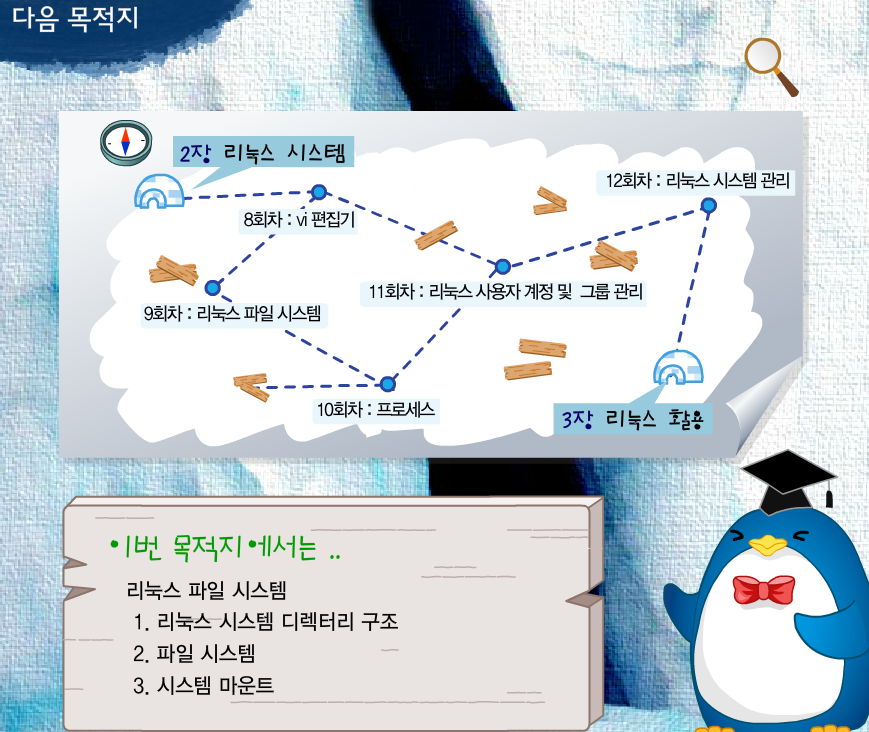 다음 목적지
2장 리눅스 시스템
12회차 : 리눅스 시스템 관리
8회차 : vi 편집기
11회차 : 리눅스 사용자 계정 및 그룹 관리
9회차 : 리눅스 파일 시스템
10회차 : 프로세스
3장 리눅스 활용
이번 목적지에서는 ..
리눅스 파일 시스템
1. 리눅스 시스템 디렉터리 구조
2. 파일 시스템
3. 시스템 마운트